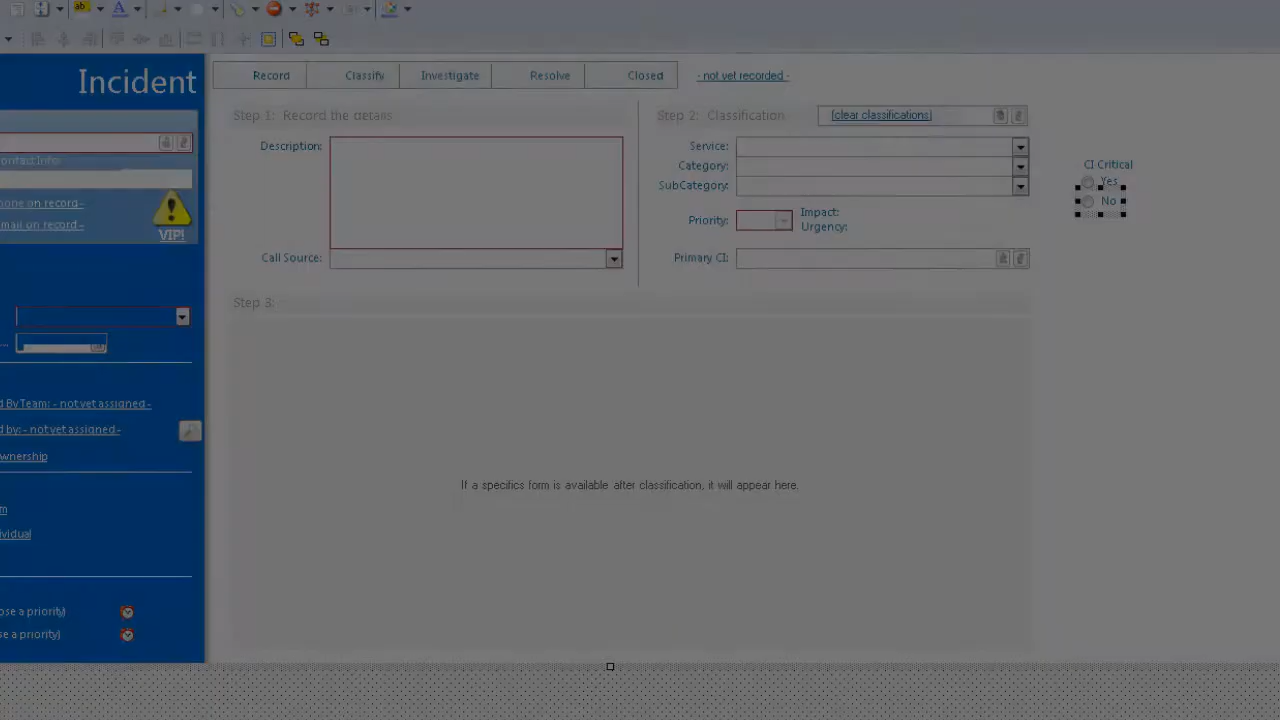 ab
A
Incident
Record
Classify
Investigate
Resolve
Closed
- not yet recorded -
Step 1: Record the details
Step 2: Classification
[clear classifications]
Description:
Service:
Category:
SubCategory:
CI Critical
Yes
No
ontact Info:
hone on record -
mail on record -
VIP!
Priority:
Impact:
Urgency:
Call Source:
Primary CI:
Step 3:
...
d By Team: - not yet assigned -
d by: - not yet assigned -
wnership
If a specifics form is available after classification, it will appear here.
m
ividual
ose a priority)
se a priority)